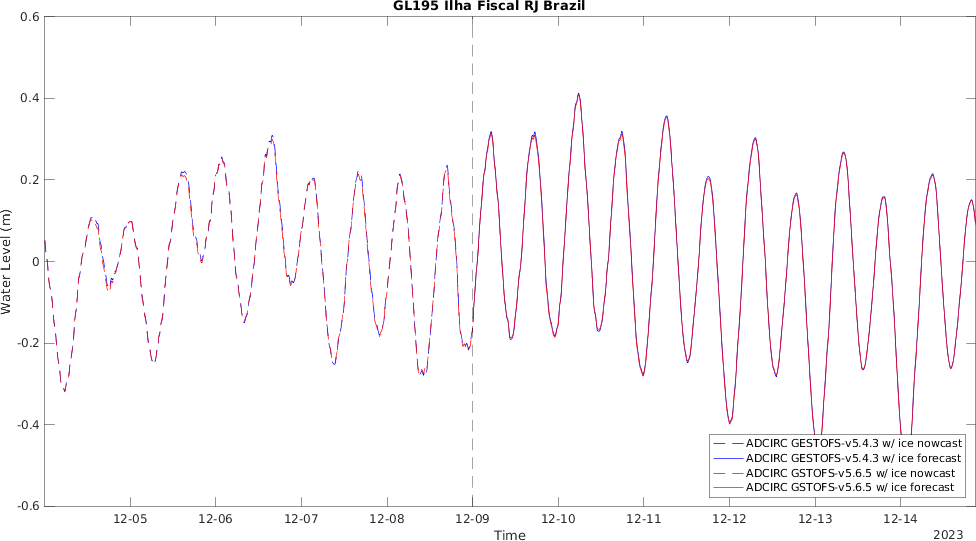 GL195 Ilha Fiscal RJ Brazil
0.6
0.4
0.2
0
-0.2
-0.4
-0.6
Water Level (m)
12-05 12-06 12-07 12-08 12-09 12-10 12-11 12-12 12-13 12-14
Time
2023
ADCIRC GESTOFS-v5.4.3 w/ ice nowcast
ADCIRC GESTOFS-v5.4.3 w/ ice forecast
ADCIRC GSTOFS-v5.6.5 w/ ice nowcast
ADCIRC GSTOFS-v5.6.5 w/ ice forecast